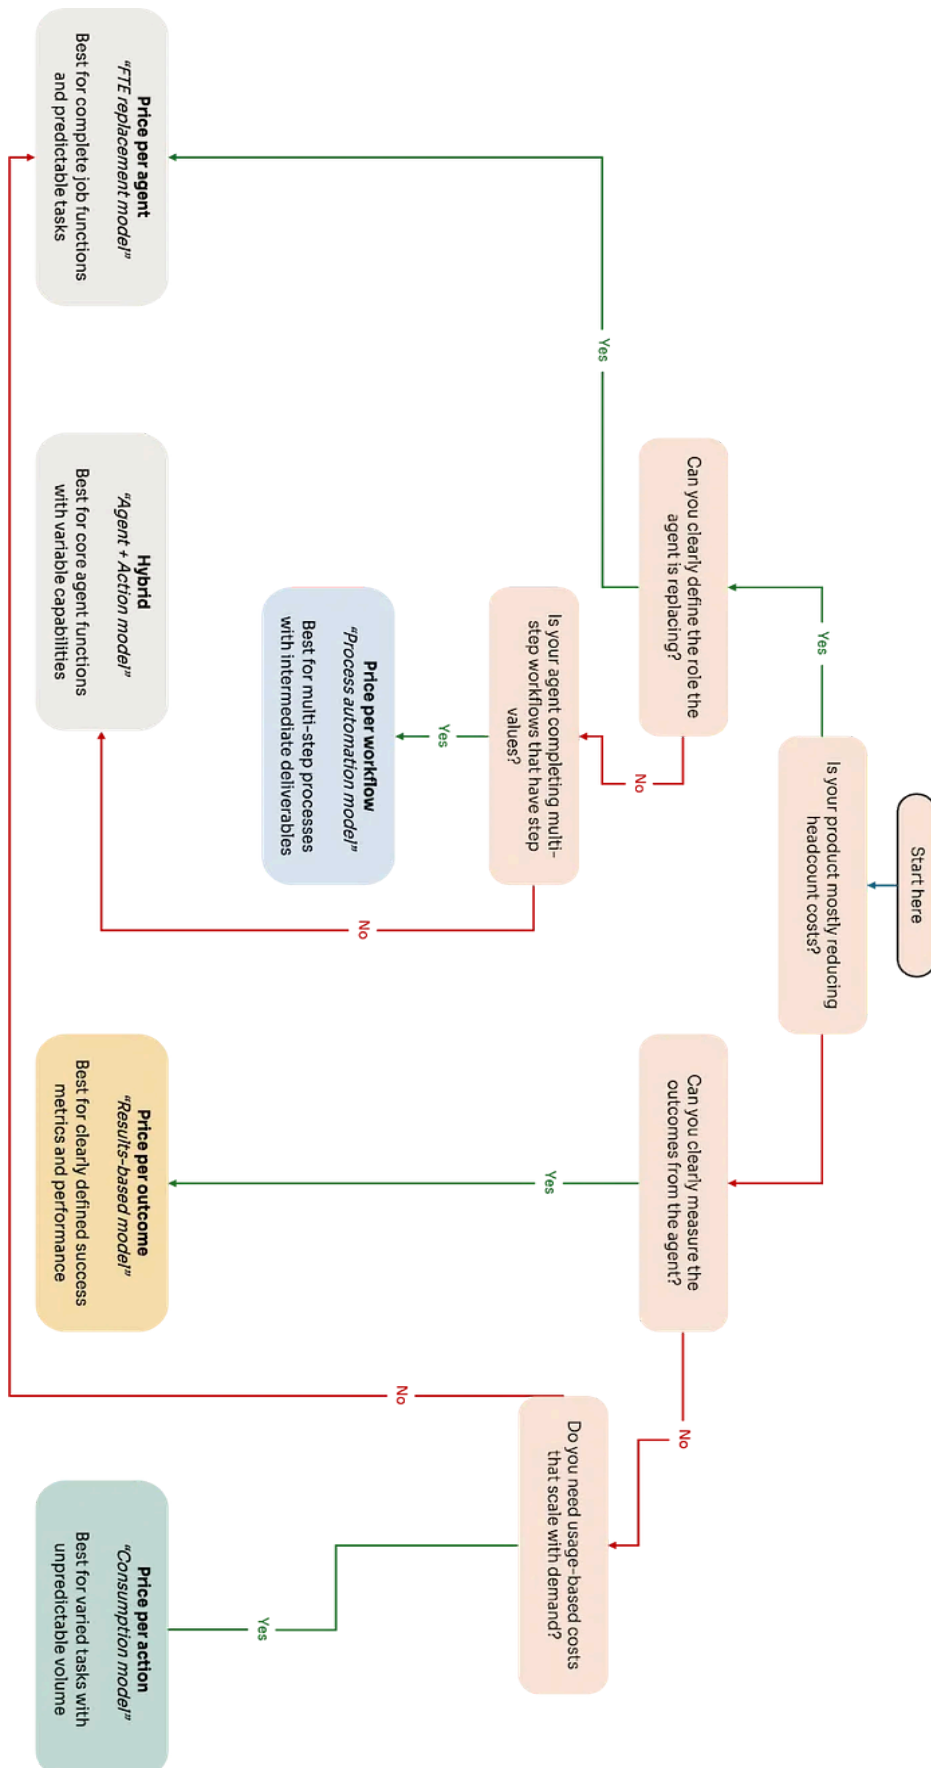 Start here
Is your product mostly reducing
headcount costs?
Yes
Can you clearly define the role the
agent is replacing?
Can you clearly measure the
outcomes from the agent?
Yes
No
Yes
No
Is your agent completing multi-
step workflows that have step
values?
Do you need usage-based costs
that scale with demand?
Yes
No
No
Yes
Price per workflow
“Process automation model”
Best for multi-step processes
with intermediate deliverables
Price per agent
“FTE replacement model”
Best for complete job functions
and predictable tasks
Hybrid
“Agent + Action model”
Best for core agent functions
with variable capabilities
Price per outcome
“Results-based model”
Best for clearly defined success
metrics and performance
Price per action
“Consumption model”
Best for varied tasks with
unpredictable volume